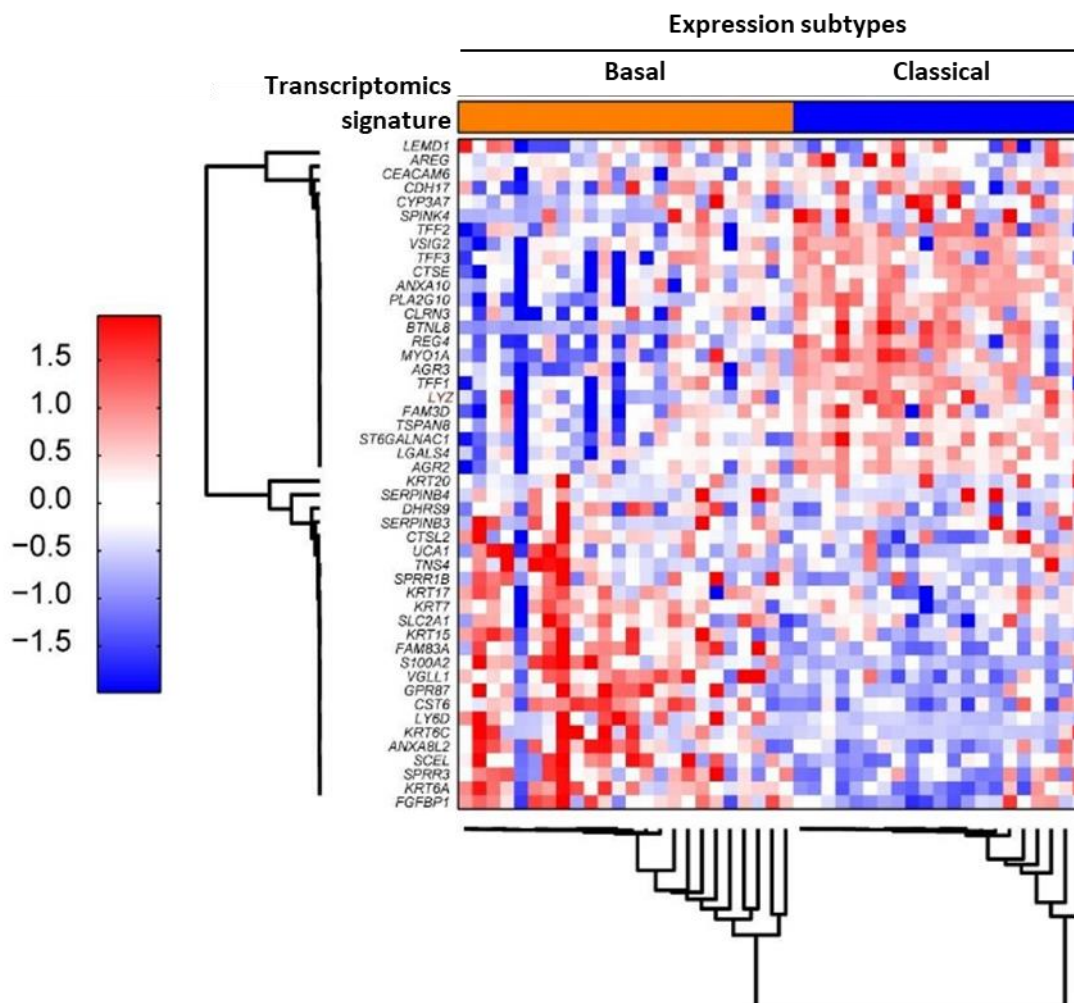 Expression subtypes
Basal Classical
Transcriptomics
signature
LEMD1
AREG
CEACAM6
CDH17
CYP3A7
SPINK4
TFF2
VSIG2
TFF3
CTSE
ANXA10
PLA2G10
CLRN3
BTNL8
REG4
MYO1A
AGR3
TFF1
LYZ
FAM3D
TSPAN8
ST6GALNAC1
LGALS4
AGR2
KRT20
SERPINB4
DHRS9
SERPINB3
CTSL2
UCA1
TNS4
SPRR1B
KRT17
KRT7
SLC2A1
KRT15
FAM83A
S100A2
VGLL1
GPR87
CST6
LY6D
KRT6C
ANXA8L2
SCEL
SPRR3
KRT6A
FGFBP1
1.5
1.0
0.5
0.0
−0.5
−1.0
−1.5